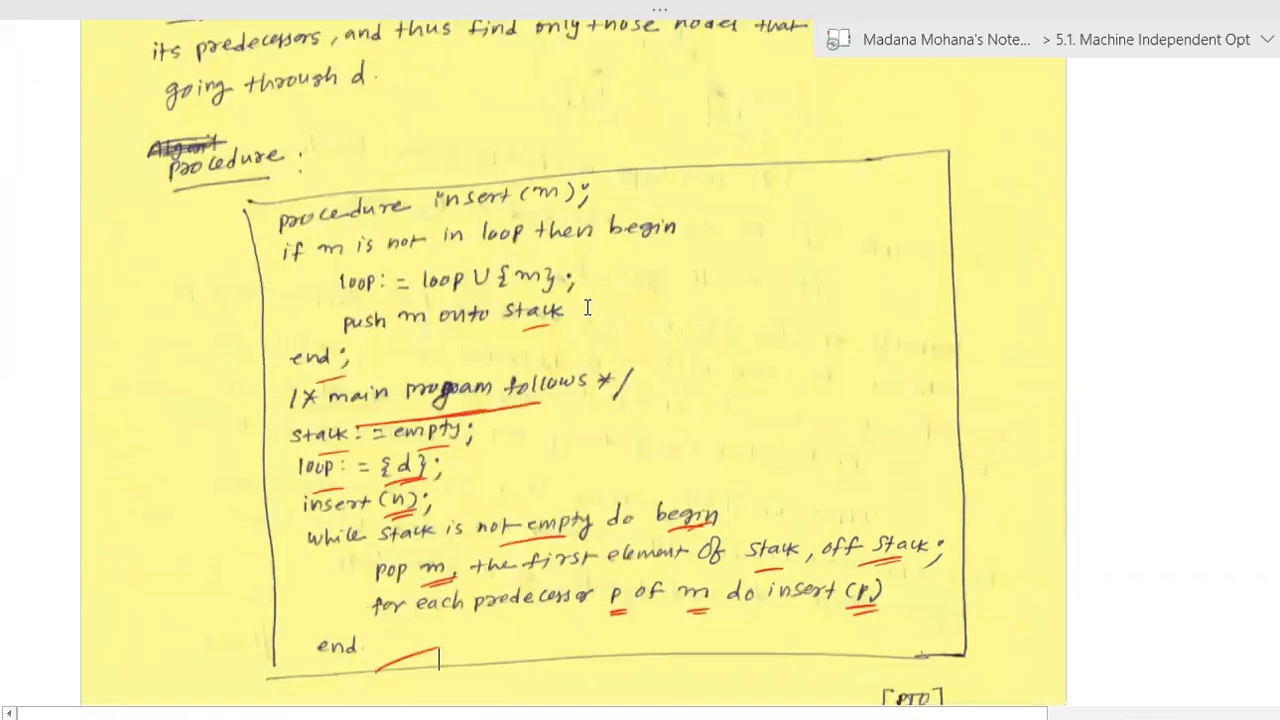 ...
Madana Mohana's Note... > 5.1. Machine Independent Opt
its predecessors, and thus find only those nodes that
going through d.
procedure :
procedure insert (m);
if m is not in loop then begin
loop: = loop ∪ {m};
push m onto stack
end;
/* main program follows */
stack: = empty;
loop: = {d};
insert (n);
while stack is not empty do begin
pop m, the first element of stack, off stack;
for each predecessor p of m do insert (p)
end
[PTO]